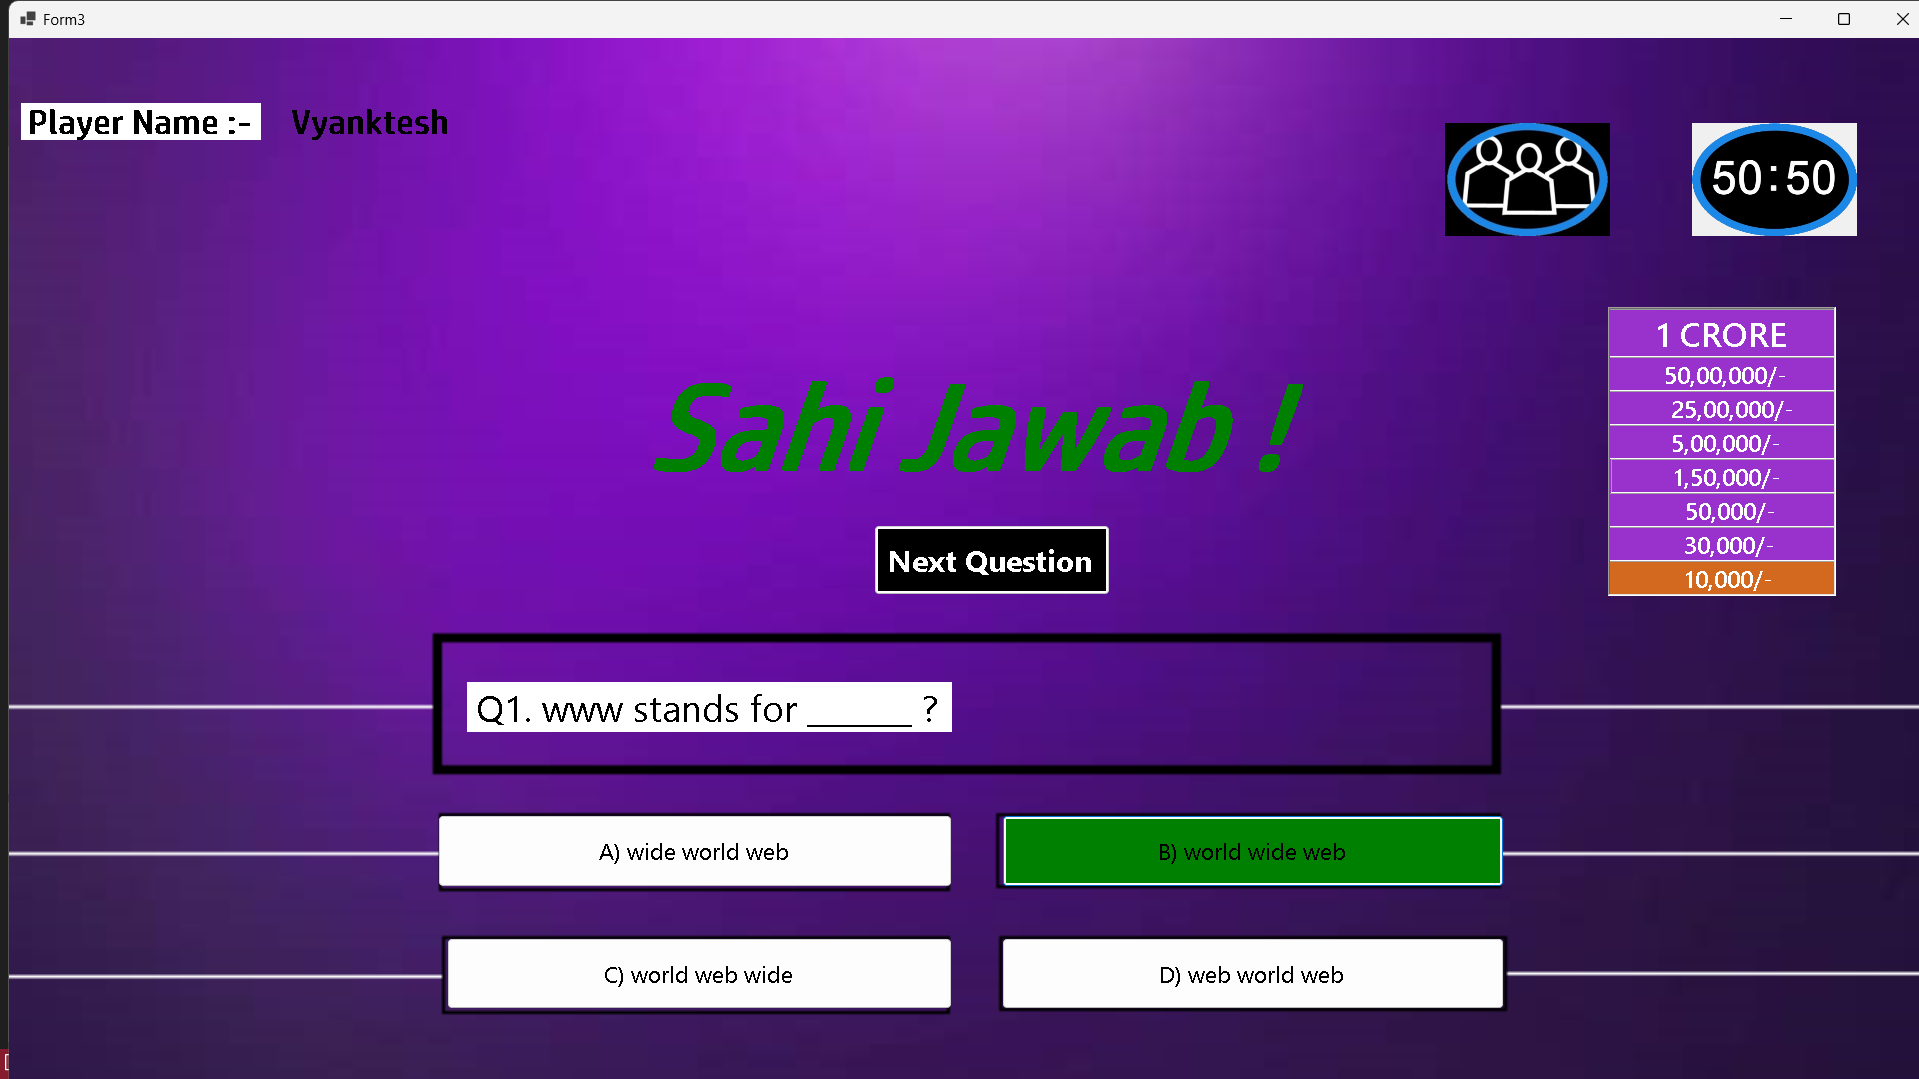 Form3
Player Name :- Vyanktesh
50:50
1 CRORE
50,00,000/-
25,00,000/-
5,00,000/-
1,50,000/-
50,000/-
30,000/-
10,000/-
Sahi Jawab !
Next Question
Q1. www stands for ______ ?
A) wide world web
B) world wide web
C) world web wide
D) web world web